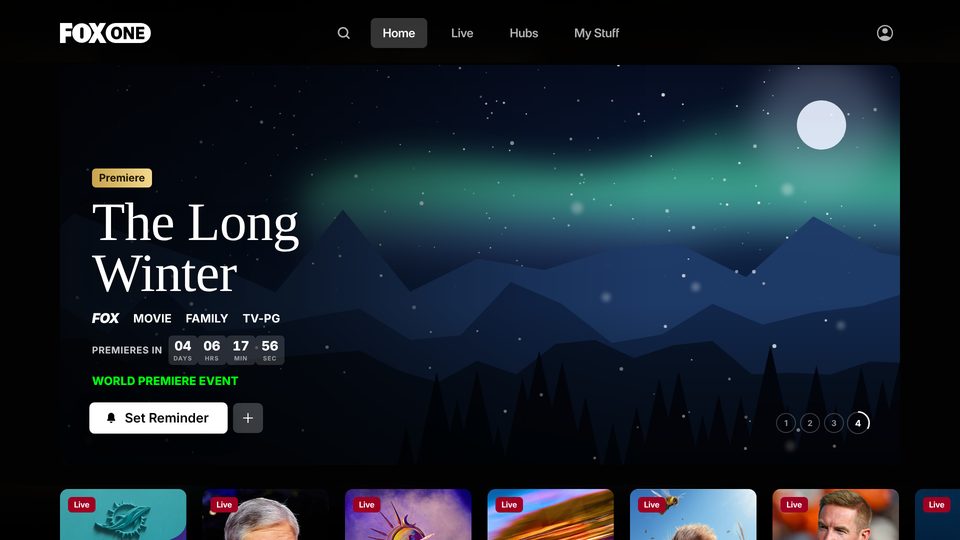 FOX ONE
Home
Live
Hubs
My Stuff
Premiere
The Long
Winter
FOX MOVIE FAMILY TV-PG
PREMIERES IN 04 DAYS 06 HRS 17 MIN 56 SEC
WORLD PREMIERE EVENT
Set Reminder
1 2 3 4
Live
Live
Live
Live
Live
Live
Live